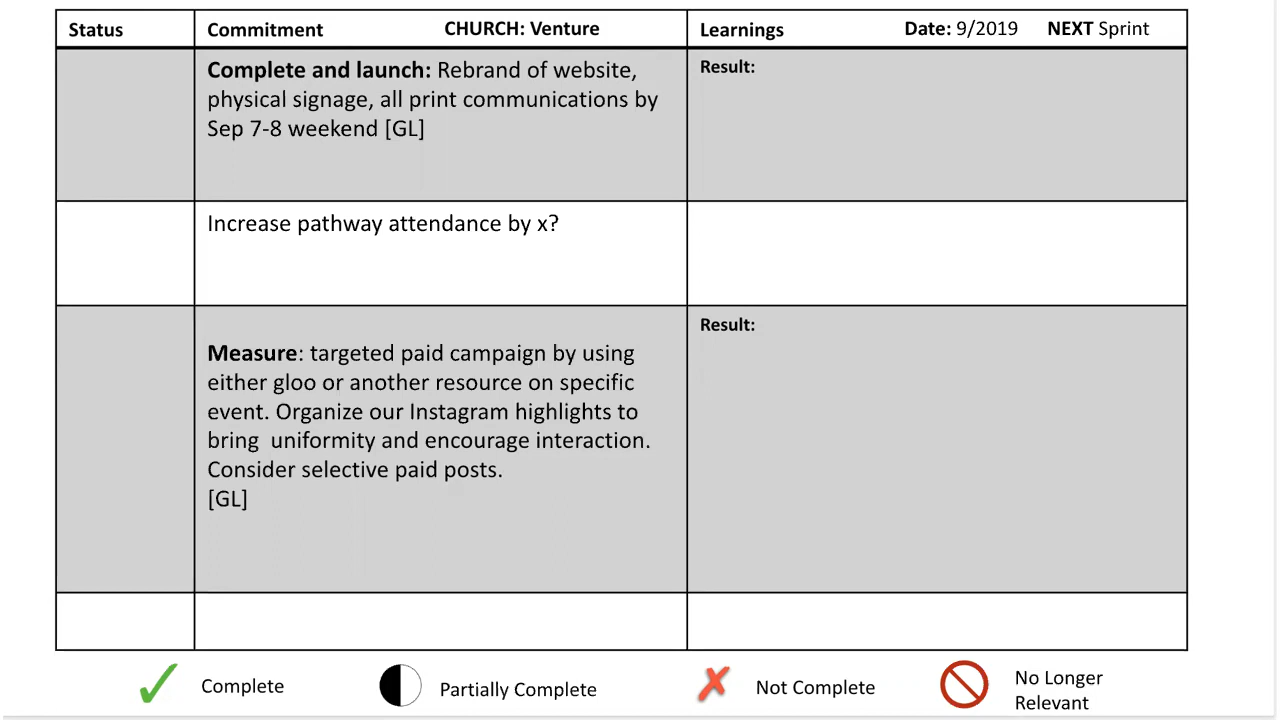 Status Commitment CHURCH: Venture Learnings Date: 9/2019 NEXT Sprint
Complete and launch: Rebrand of website,
physical signage, all print communications by
Sep 7-8 weekend [GL]
Result:
Increase pathway attendance by x?
Measure: targeted paid campaign by using
either gloo or another resource on specific
event. Organize our Instagram highlights to
bring  uniformity and encourage interaction.
Consider selective paid posts.
[GL]
Result:
Complete
Partially Complete
Not Complete
No Longer
Relevant